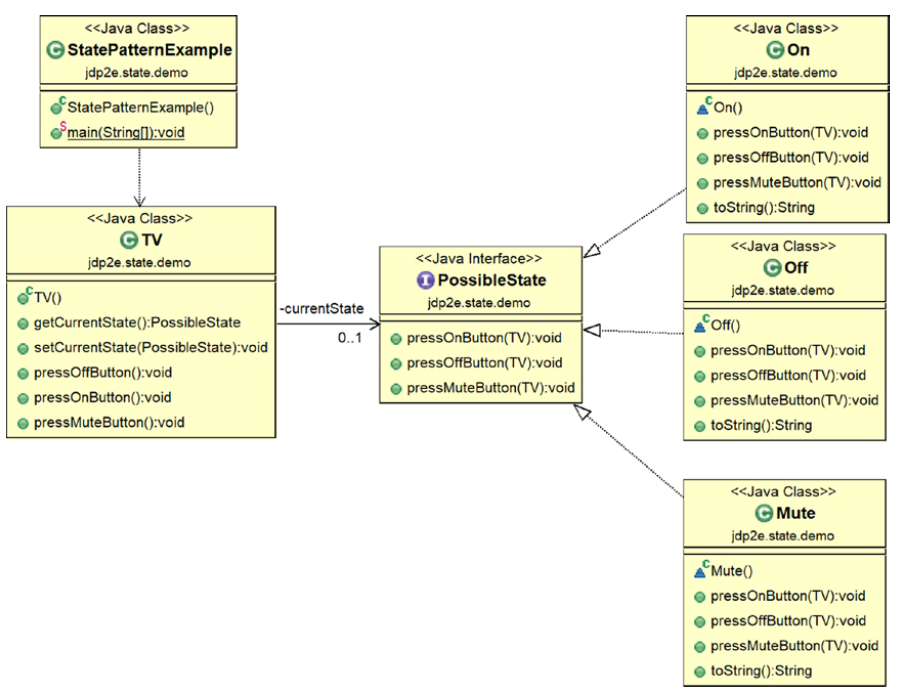 <<Java Class>>
StatePatternExample
jdp2e.state.demo
StatePatternExample()
main(String[]):void
<<Java Class>>
TV
jdp2e.state.demo
TV()
getCurrentState():PossibleState
setCurrentState(PossibleState):void
pressOffButton():void
pressOnButton():void
pressMuteButton():void
-currentState
0..1
<<Java Interface>>
PossibleState
jdp2e.state.demo
pressOnButton(TV):void
pressOffButton(TV):void
pressMuteButton(TV):void
<<Java Class>>
On
jdp2e.state.demo
On()
pressOnButton(TV):void
pressOffButton(TV):void
pressMuteButton(TV):void
toString():String
<<Java Class>>
Off
jdp2e.state.demo
Off()
pressOnButton(TV):void
pressOffButton(TV):void
pressMuteButton(TV):void
toString():String
<<Java Class>>
Mute
jdp2e.state.demo
Mute()
pressOnButton(TV):void
pressOffButton(TV):void
pressMuteButton(TV):void
toString():String